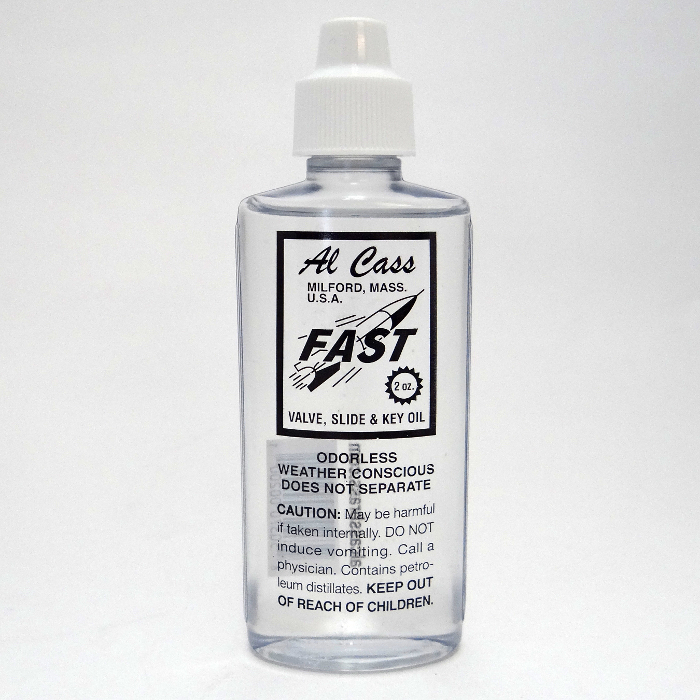 Al Cass
MILFORD, MASS.
U.S.A.
FAST
2 oz.
VALVE, SLIDE & KEY OIL
ODORLESS
WEATHER CONSCIOUS
DOES NOT SEPARATE
CAUTION: May be harmful
if taken internally. DO NOT
induce vomiting. Call a
physician. Contains petro-
leum distillates. KEEP OUT
OF REACH OF CHILDREN.